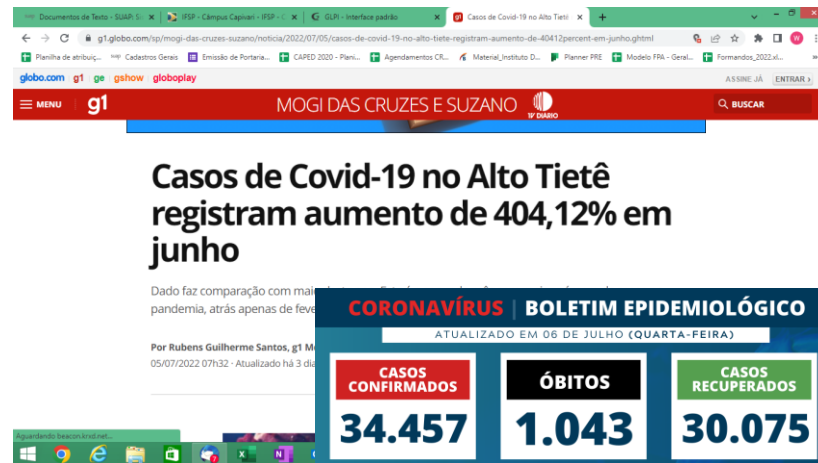 Documentos de Texto - SUAP: Si
IFSP - Câmpus Capivari - IFSP - C
GLPI - Interface padrão
Casos de Covid-19 no Alto Tietê
g1.globo.com/sp/mogi-das-cruzes-suzano/noticia/2022/07/05/casos-de-covid-19-no-alto-tiete-registram-aumento-de-40412percent-em-junho.ghtml
Planilha de atribuiç...
Cadastros Gerais
Emissão de Portaria...
CAPED 2020 - Plani...
Agendamentos CR...
Material_Instituto D...
Planner PRE
Modelo FPA - Geral...
Formandos_2022.xl...
globo.com g1 ge gshow globoplay
ASSINE JÁ ENTRAR ›
MENU g1 MOGI DAS CRUZES E SUZANO TV DIÁRIO BUSCAR
Casos de Covid-19 no Alto Tietê
registram aumento de 404,12% em
junho
Dado faz comparação com
pandemia, atrás apenas de
Por Rubens Guilherme Santos, g1
05/07/2022 07h32 · Atualizado há 3
CORONAVÍRUS | BOLETIM EPIDEMIOLÓGICO
ATUALIZADO EM 06 DE JULHO (QUARTA-FEIRA)
CASOS
CONFIRMADOS
34.457
ÓBITOS
1.043
CASOS
RECUPERADOS
30.075
Aguardando beacon.krxd.net...